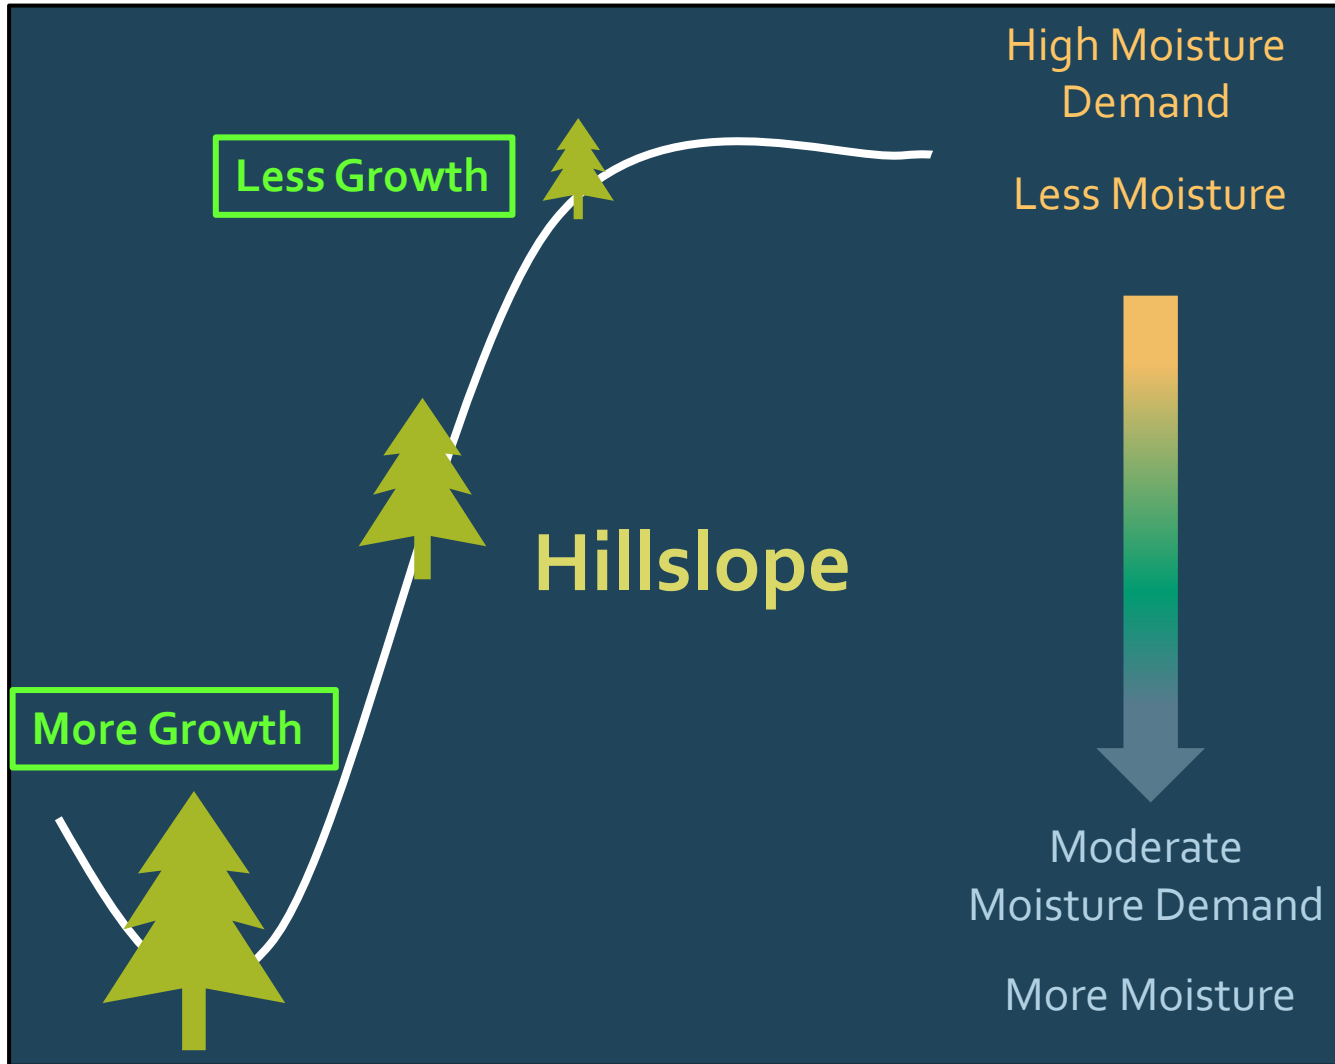 High Moisture
Demand
Less Growth
Less Moisture
Hillslope
More Growth
Moderate
Moisture Demand
More Moisture